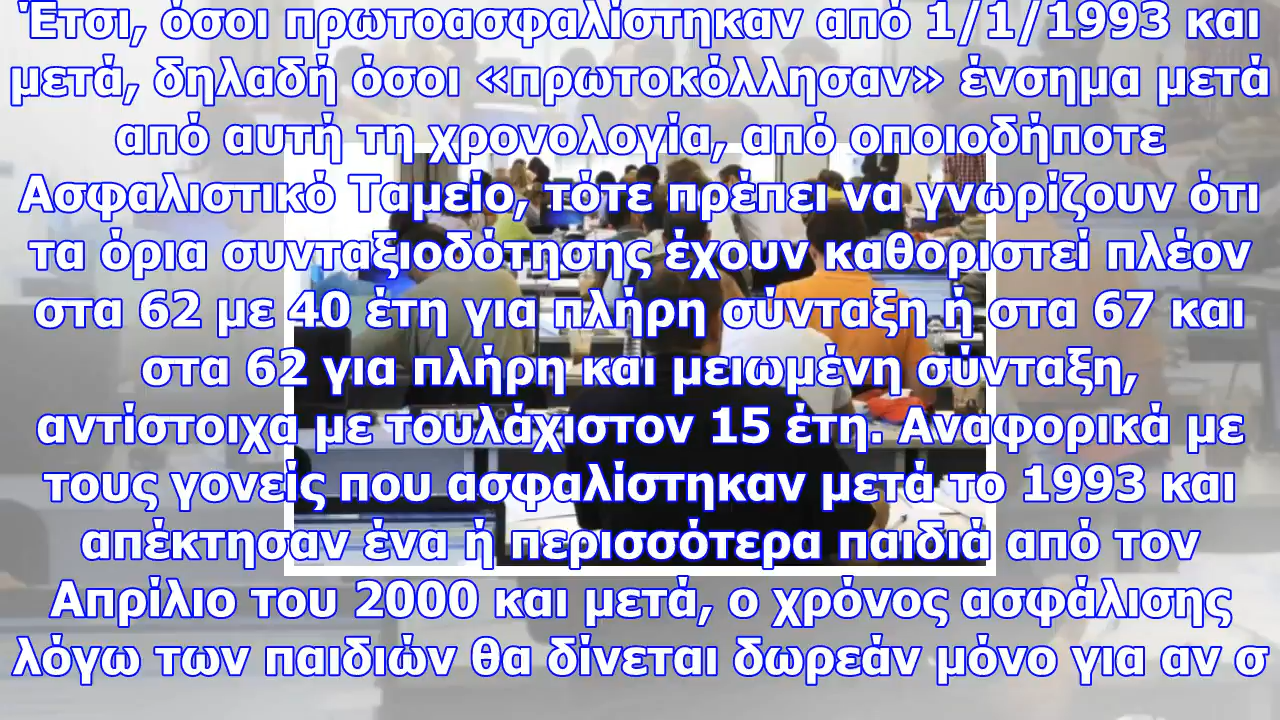 Έτσι, όσοι πρωτοασφαλίστηκαν από 1/1/1993 και
μετά, δηλαδή όσοι «πρωτοκόλλησαν» ένσημα μετά
από αυτή τη χρονολογία, από οποιοδήποτε
Ασφαλιστικό Ταμείο, τότε πρέπει να γνωρίζουν ότι
τα όρια συνταξιοδότησης έχουν καθοριστεί πλέον
στα 62 με 40 έτη για πλήρη σύνταξη ή στα 67 και
στα 62 για πλήρη και μειωμένη σύνταξη,
αντίστοιχα με τουλάχιστον 15 έτη. Αναφορικά με
τους γονείς που ασφαλίστηκαν μετά το 1993 και
απέκτησαν ένα ή περισσότερα παιδιά από τον
Απρίλιο του 2000 και μετά, ο χρόνος ασφάλισης
λόγω των παιδιών θα δίνεται δωρεάν μόνο για αν σ